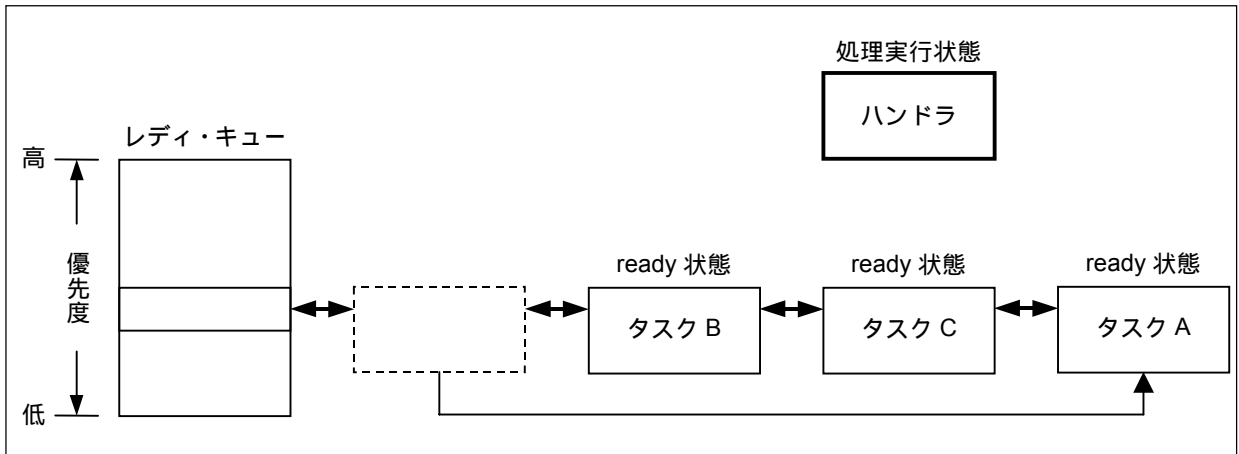 処理実行状態
ハンドラ
レディ・キュー
高
優先度
低
ready 状態
ready 状態
ready 状態
タスク B
タスク C
タスク A